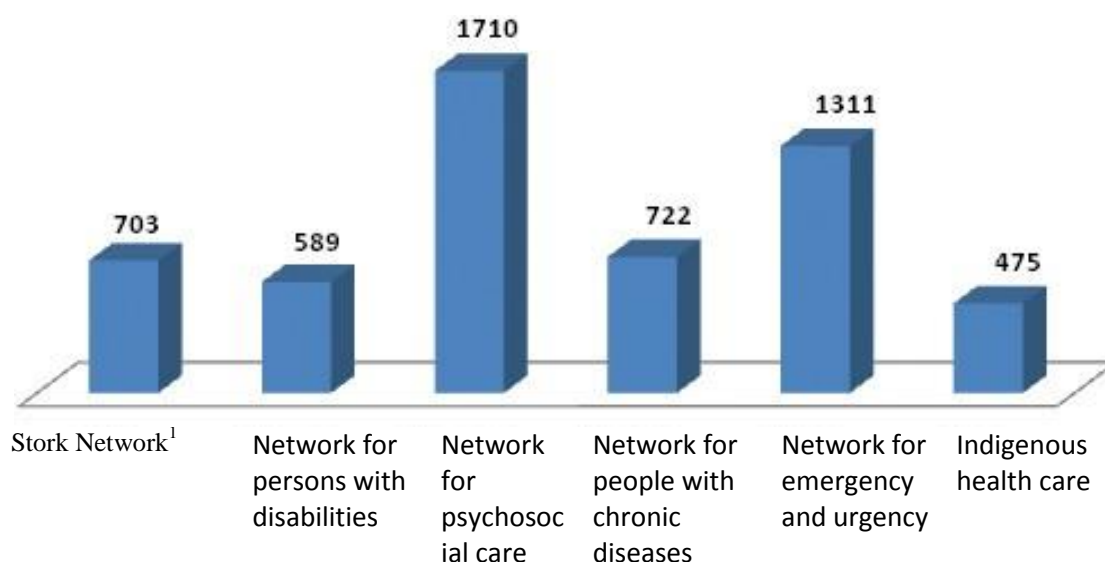 1710
1311
703
589
722
475
Stork Network¹
Network for
persons with
disabilities
Network
for
psychosoc
ial care
Network for
people with
chronic
diseases
Network for
emergency
and urgency
Indigenous
health care